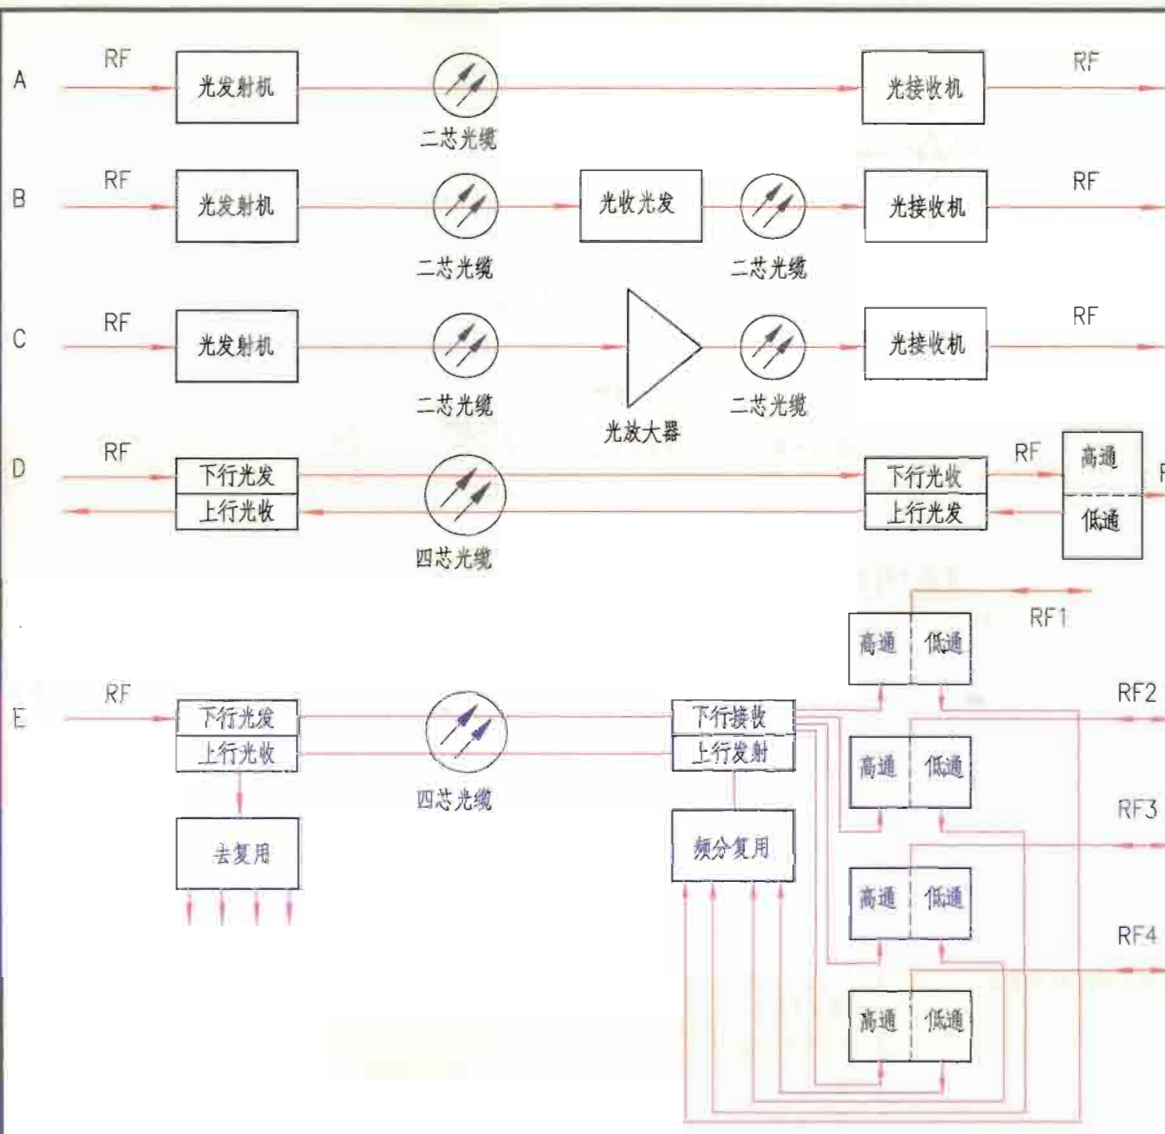 A RF 光发射机 光接收机 RF
二芯光缆
B RF 光发射机 光收光发 光接收机 RF
二芯光缆 二芯光缆
C RF 光发射机 光接收机 RF
二芯光缆 二芯光缆
光放大器
D RF 下行光发 下行光收 RF 高通
上行光收 上行光发 低通
四芯光缆
RF1
高通 低通
E RF 下行光发 下行接收 RF2
上行光收 上行发射
高通 低通
四芯光缆
RF3
去复用 频分复用
高通 低通
RF4
高通 低通